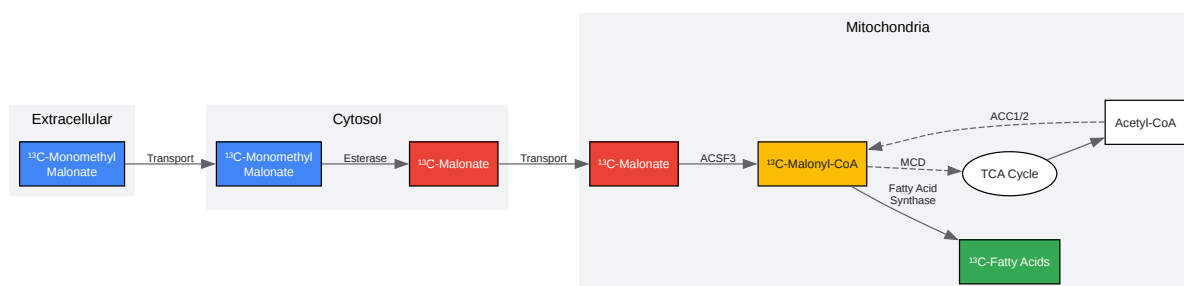 Mitochondria
Extracellular
Cytosol
ACC1/2
Acetyl-CoA
¹³C-Monomethyl
Malonate
Transport
¹³C-Monomethyl
Malonate
Esterase
¹³C-Malonate
Transport
¹³C-Malonate
ACSF3
¹³C-Malonyl-CoA
MCD
TCA Cycle
Fatty Acid
Synthase
¹³C-Fatty Acids